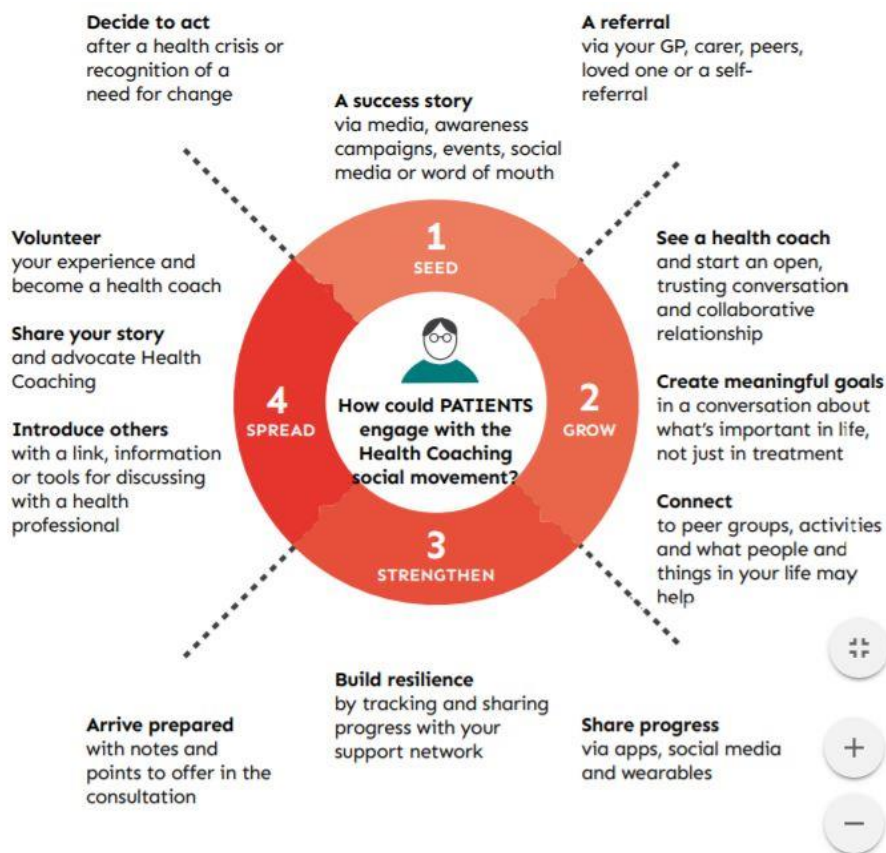 Decide to act
after a health crisis or
recognition of a
need for change
A success story
via media, awareness
campaigns, events, social
media or word of mouth
A referral
via your GP, carer, peers,
loved one or a self-
referral
1
SEED
See a health coach
and start an open,
trusting conversation
and collaborative
relationship
Create meaningful goals
in a conversation about
what's important in life,
not just in treatment
Connect
to peer groups, activities
and what people and
things in your life may
help
2
GROW
How could PATIENTS
engage with the
Health Coaching
social movement?
3
STRENGTHEN
Share progress
via apps, social media
and wearables
Build resilience
by tracking and sharing
progress with your
support network
Arrive prepared
with notes and
points to offer in the
consultation
4
SPREAD
Volunteer
your experience and
become a health coach
Share your story
and advocate Health
Coaching
Introduce others
with a link, information
or tools for discussing
with a health
professional